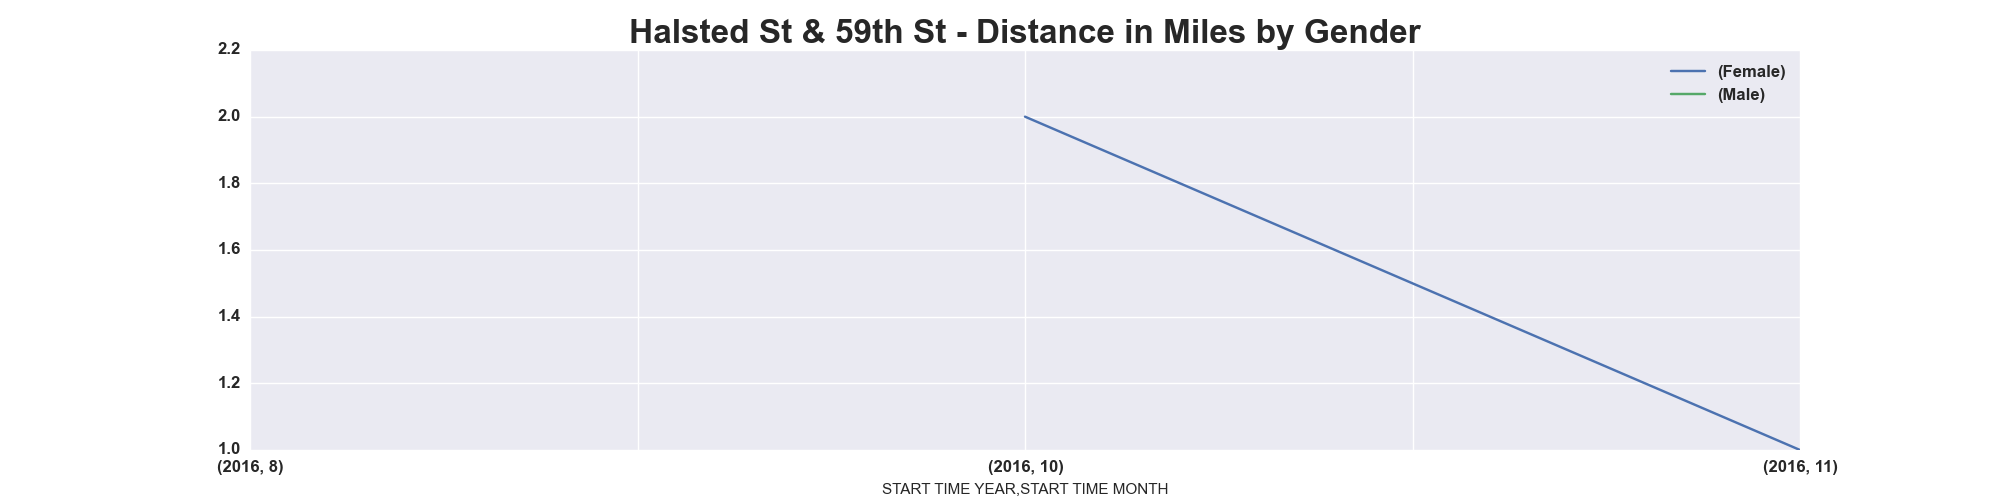 Halsted St & 59th St - Distance in Miles by Gender
2.2
2.0
1.8
1.6
1.4
1.2
1.0
(Female)
(Male)
(2016, 8) (2016, 10) (2016, 11)
START TIME YEAR,START TIME MONTH